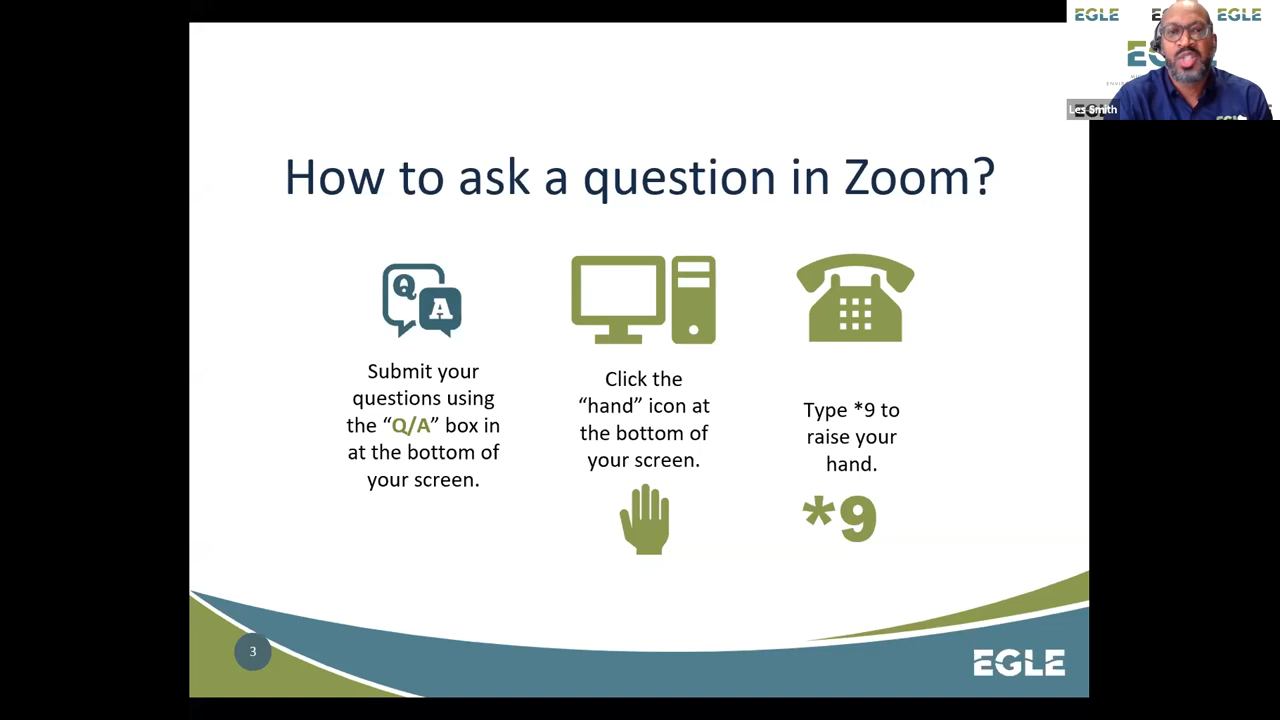 EGLE
EGLE
Les Smith
How to ask a question in Zoom?
Q
A
Submit your
questions using
the “Q/A” box in
at the bottom of
your screen.
Click the
“hand” icon at
the bottom of
your screen.
Type *9 to
raise your
hand.
*9
3
EGLE